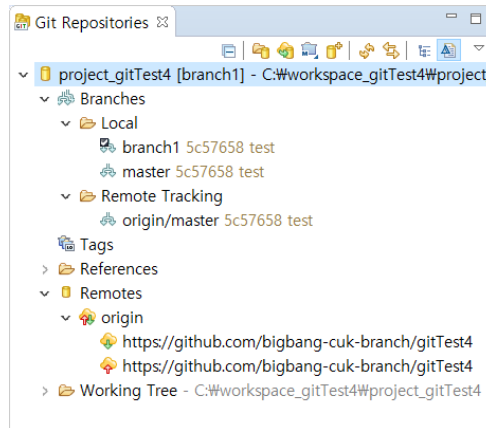 Git Repositories
project_gitTest4 [branch1] - C:₩workspace_gitTest4₩project
Branches
Local
branch1 5c57658 test
master 5c57658 test
Remote Tracking
origin/master 5c57658 test
Tags
References
Remotes
origin
https://github.com/bigbang-cuk-branch/gitTest4
https://github.com/bigbang-cuk-branch/gitTest4
Working Tree - C:₩workspace_gitTest4₩project_gitTest4